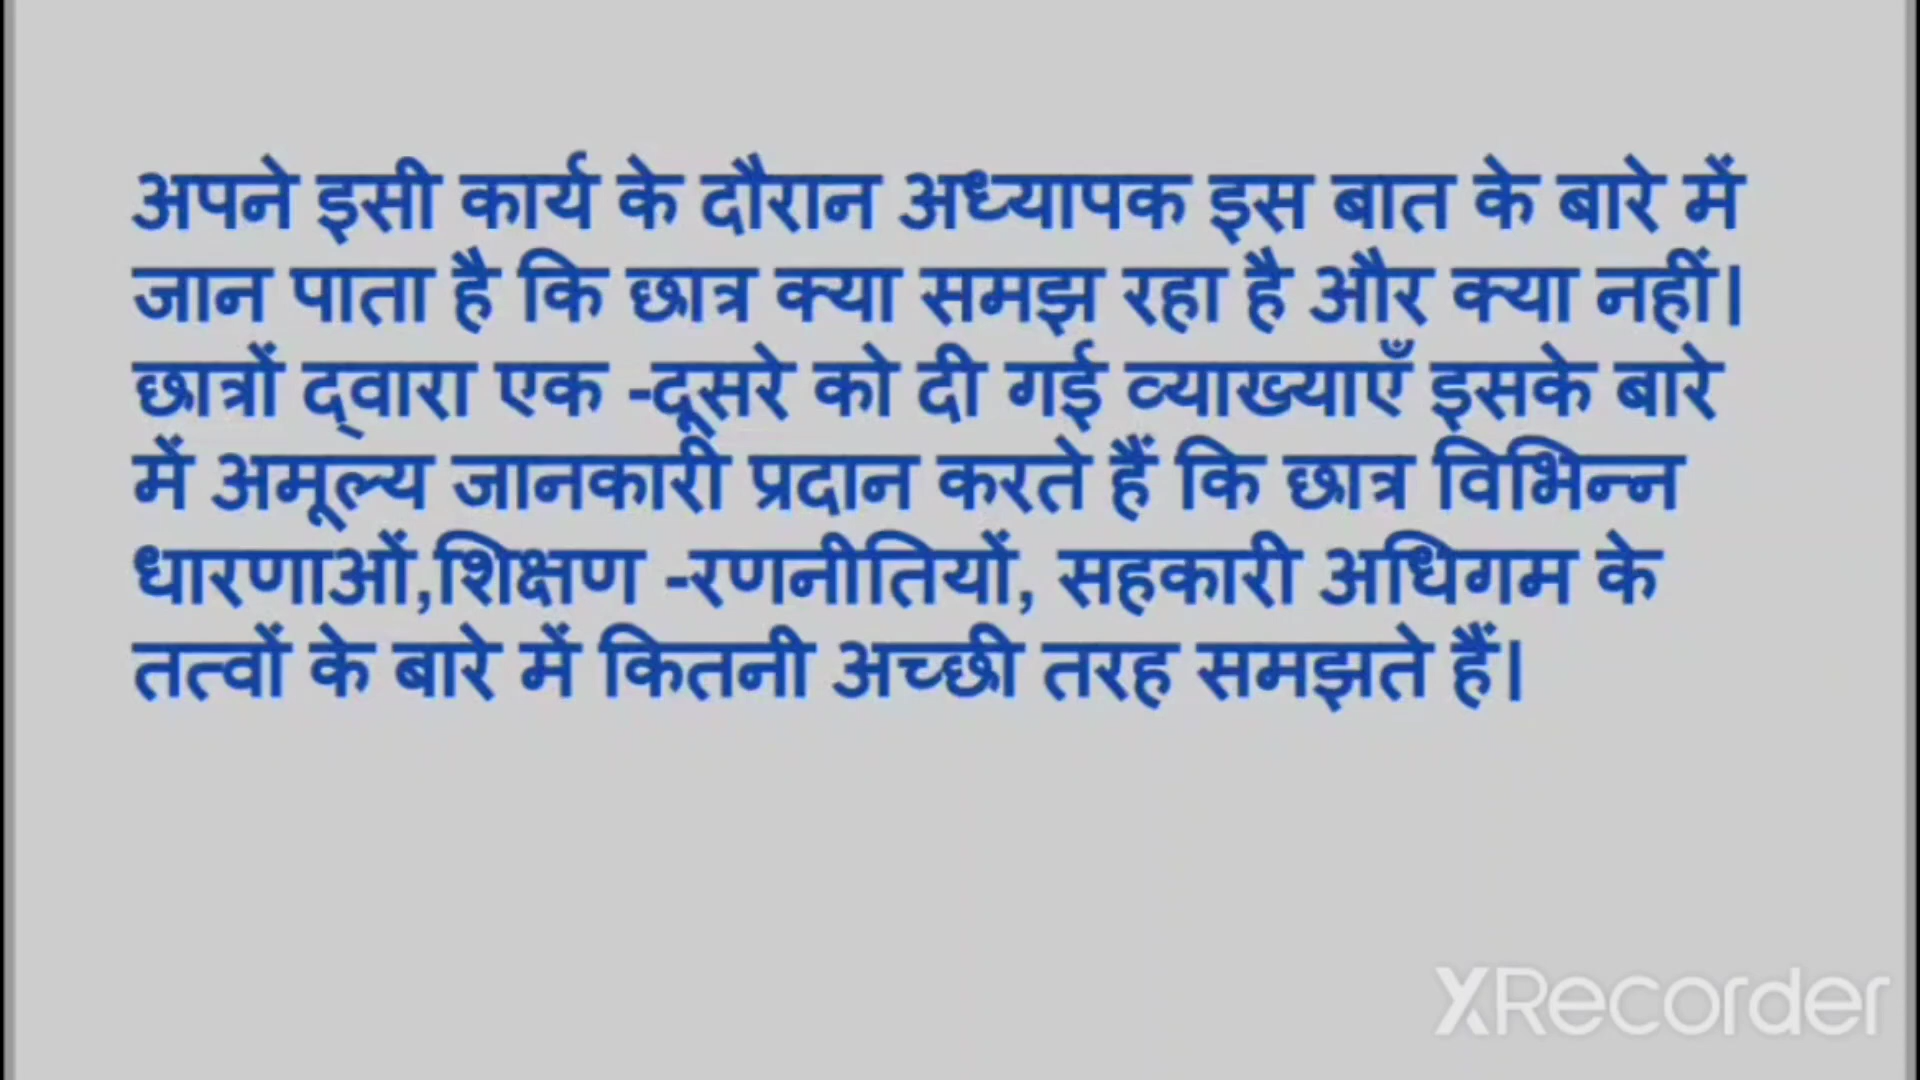 अपने इसी कार्य के दौरान अध्यापक इस बात के बारे में
जान पाता है कि छात्र क्या समझ रहा है और क्या नहीं।
छात्रों द्‌वारा एक -दूसरे को दी गई व्याख्याएँ इसके बारे
में अमूल्य जानकारी प्रदान करते हैं कि छात्र विभिन्न
धारणाओं,शिक्षण -रणनीतियों, सहकारी अधिगम के
तत्वों के बारे में कितनी अच्छी तरह समझते हैं।
XRecorder